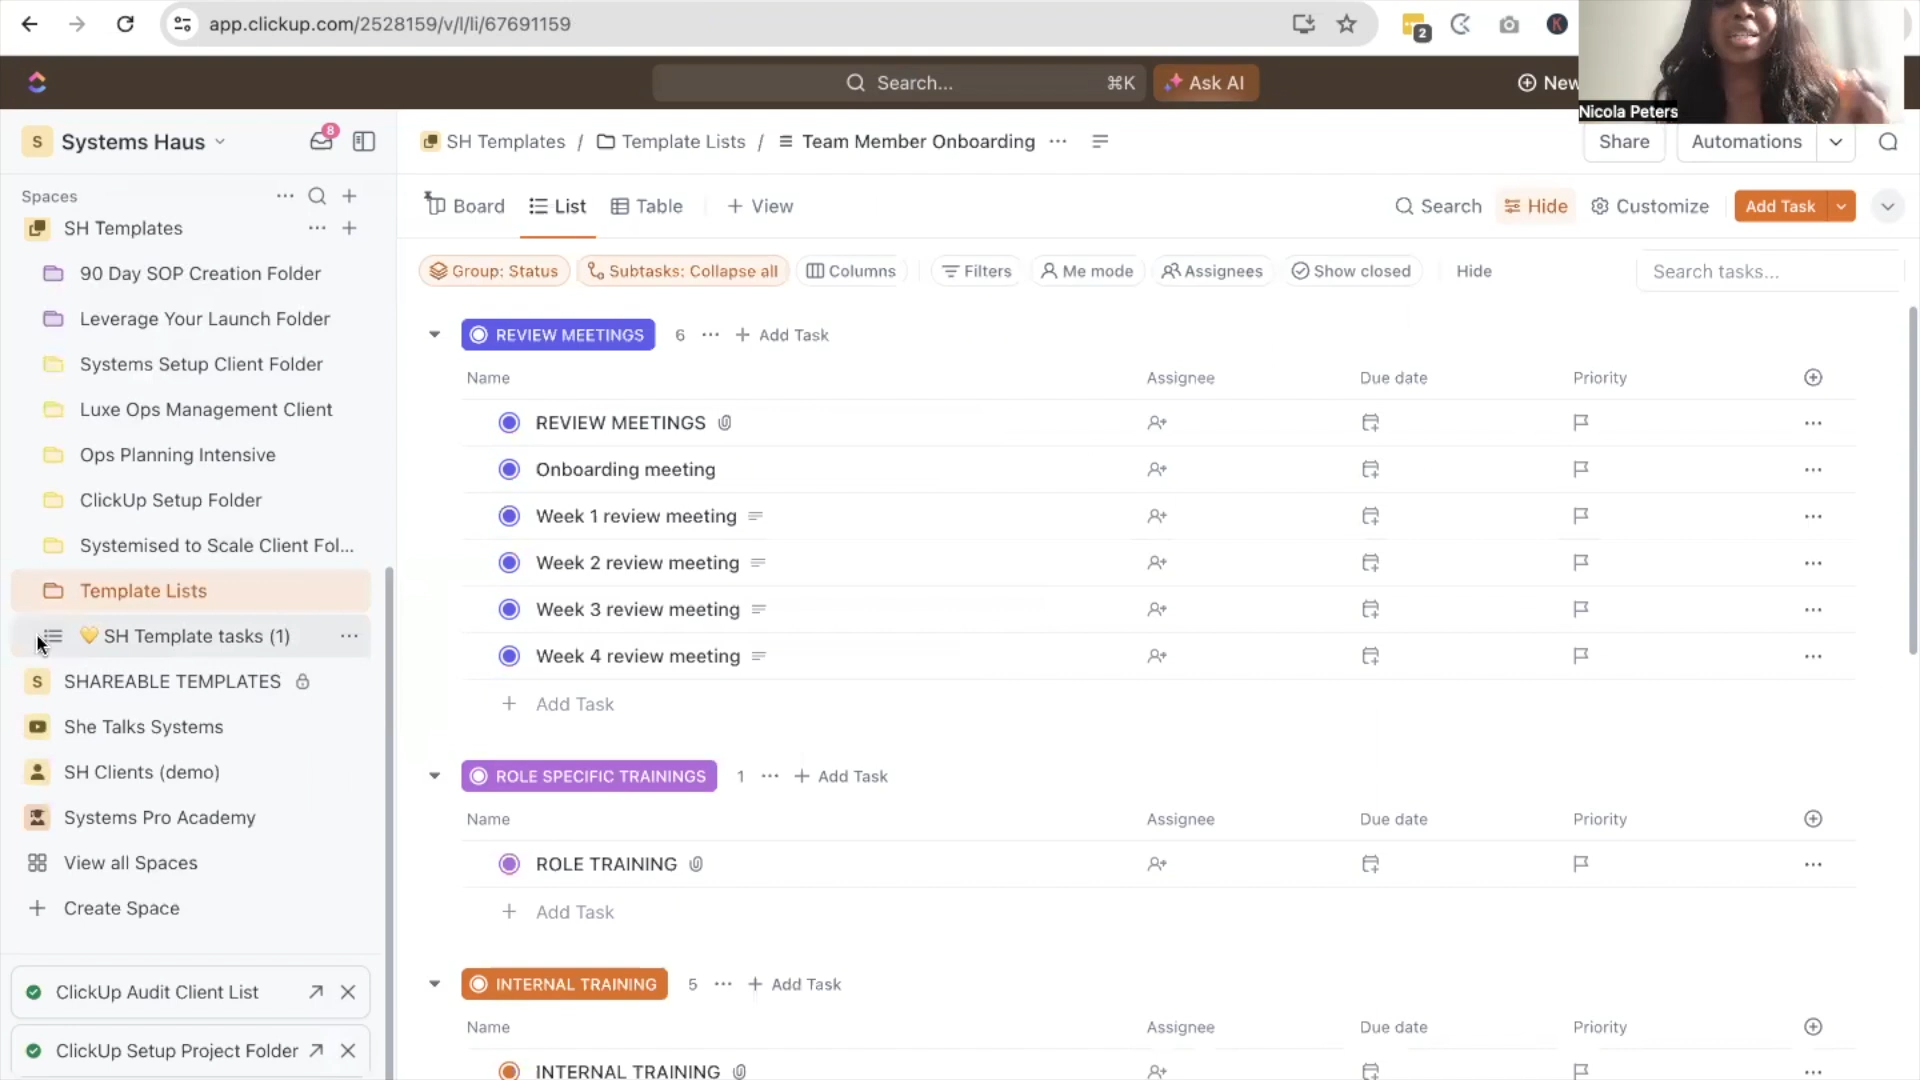 app.clickup.com/2528159/v/l/li/67691159
2
K
Search... ⌘K
Ask AI
New
Nicola Peters
S Systems Haus
8
SH Templates / Template Lists / Team Member Onboarding
Share
Automations
Spaces
SH Templates
90 Day SOP Creation Folder
Leverage Your Launch Folder
Systems Setup Client Folder
Luxe Ops Management Client
Ops Planning Intensive
ClickUp Setup Folder
Systemised to Scale Client Fol...
Template Lists
💛 SH Template tasks (1)
S SHAREABLE TEMPLATES
She Talks Systems
SH Clients (demo)
Systems Pro Academy
View all Spaces
Create Space
ClickUp Audit Client List
ClickUp Setup Project Folder
Board
List
Table
+ View
Search
Hide
Customize
Add Task
Group: Status
Subtasks: Collapse all
Columns
Filters
Me mode
Assignees
Show closed
Hide
Search tasks...
REVIEW MEETINGS 6 ... + Add Task
Name Assignee Due date Priority
REVIEW MEETINGS
Onboarding meeting
Week 1 review meeting
Week 2 review meeting
Week 3 review meeting
Week 4 review meeting
+ Add Task
ROLE SPECIFIC TRAININGS 1 ... + Add Task
Name Assignee Due date Priority
ROLE TRAINING
+ Add Task
INTERNAL TRAINING 5 ... + Add Task
Name Assignee Due date Priority
INTERNAL TRAINING